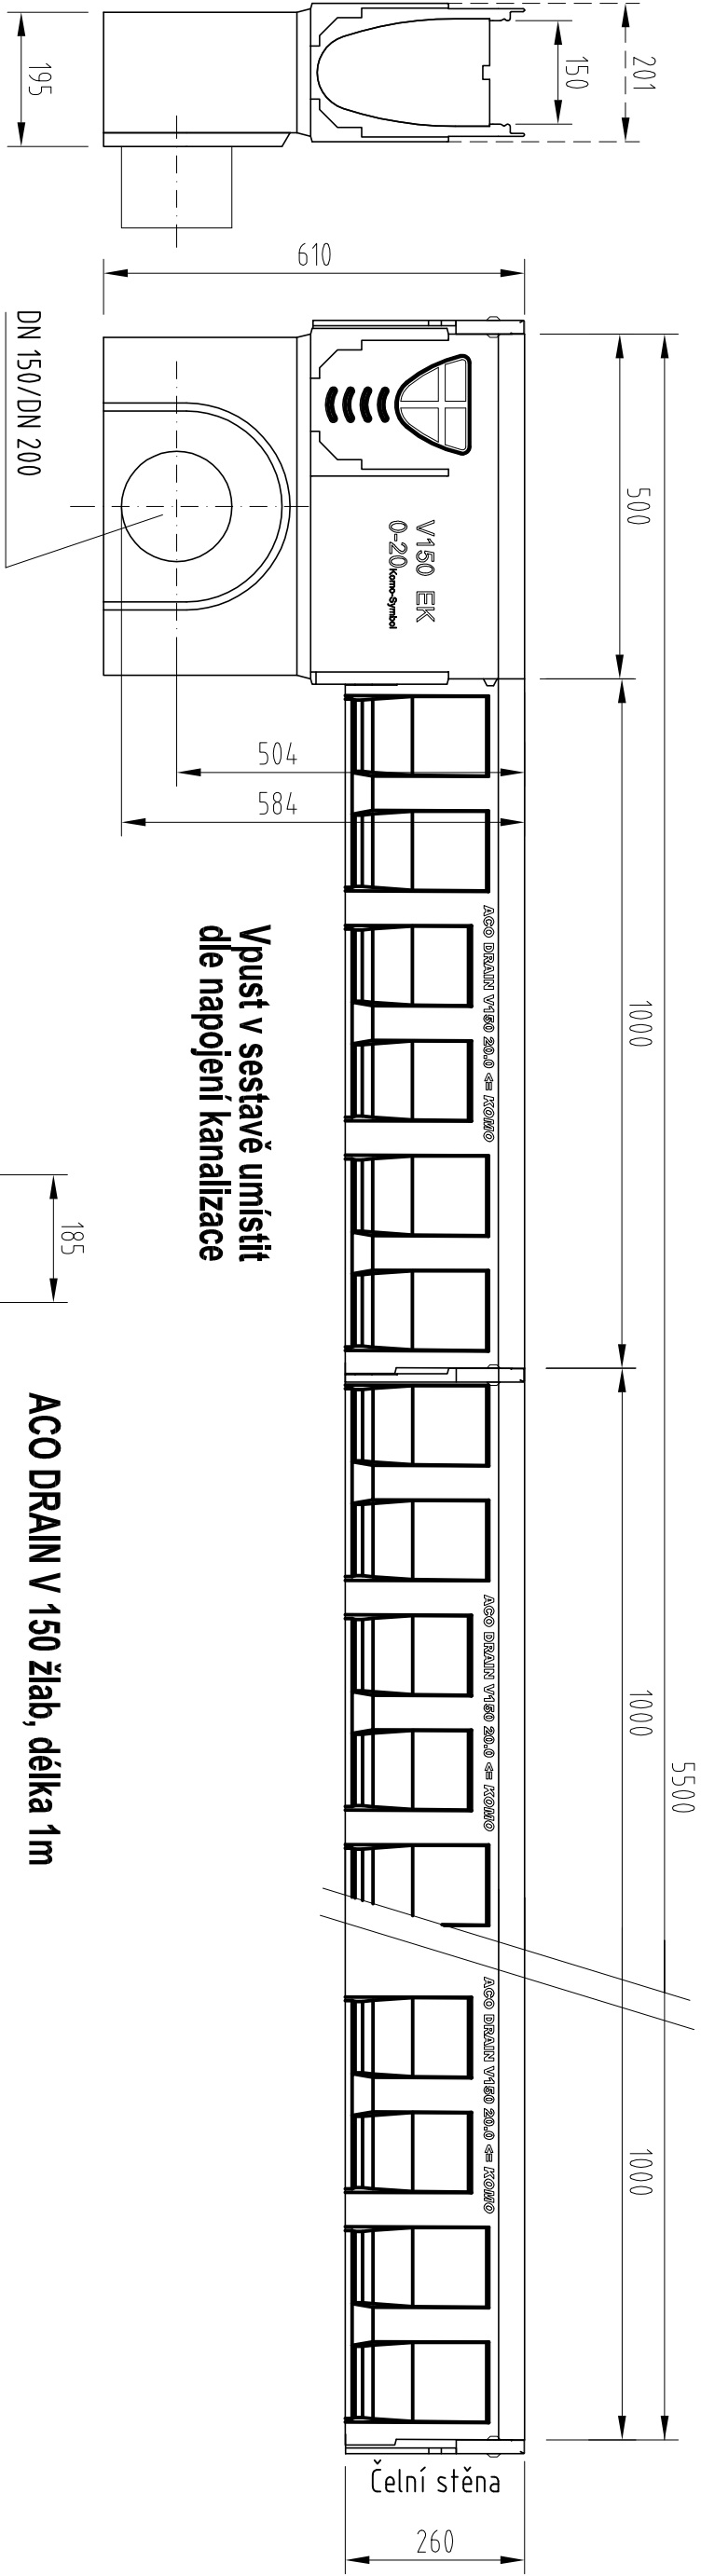 201
150
195
610
DN 150/DN 200
500
V150 EK
0-20 Komo-Symbol
504
584
1000
ACO DRAIN V150 20.0 <= KOMO
Vpust v sestavě umístit
dle napojení kanalizace
185
ACO DRAIN V 150 žlab, délka 1m
1000
ACO DRAIN V150 20.0 <= KOMO
5500
ACO DRAIN V150 20.0 <= KOMO
1000
Čelní stěna
260